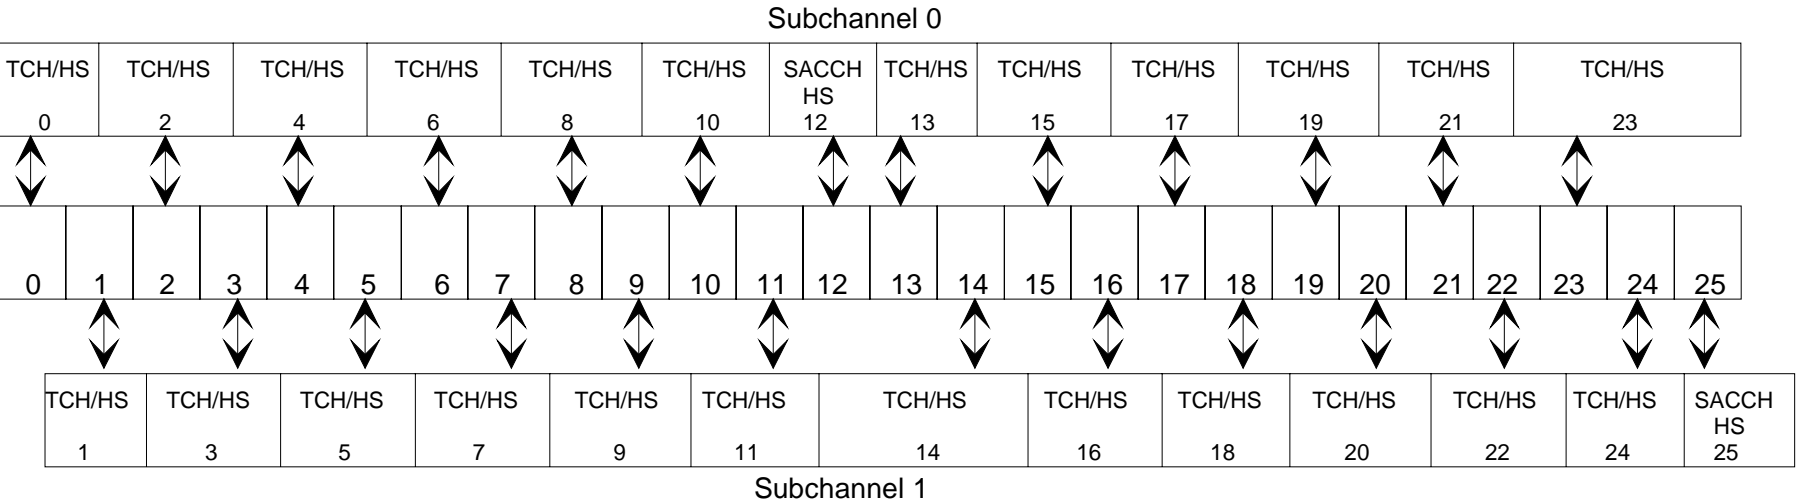 Subchannel 0
TCH/HS TCH/HS TCH/HS TCH/HS TCH/HS TCH/HS SACCH TCH/HS TCH/HS TCH/HS TCH/HS TCH/HS TCH/HS
HS
0 2 4 6 8 10 12 13 15 17 19 21 23
0 1 2 3 4 5 6 7 8 9 10 11 12 13 14 15 16 17 18 19 20 21 22 23 24 25
TCH/HS TCH/HS TCH/HS TCH/HS TCH/HS TCH/HS TCH/HS TCH/HS TCH/HS TCH/HS TCH/HS TCH/HS SACCH
HS
1 3 5 7 9 11 14 16 18 20 22 24 25
Subchannel 1